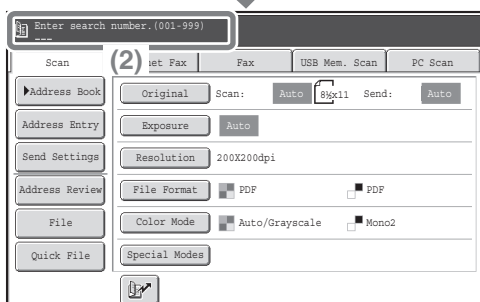 Enter search number.(001-999)
---
Scan (2) et Fax Fax USB Mem. Scan PC Scan
Address Book Original Scan: Auto 8½x11 Send: Auto
Address Entry Exposure Auto
Send Settings Resolution 200X200dpi
Address Review File Format PDF PDF
File Color Mode Auto/Grayscale Mono2
Quick File Special Modes